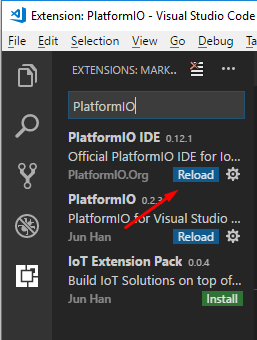 Extension: PlatformIO - Visual Studio Code
File Edit Selection View Go Debug
EXTENSIONS: MARK...
PlatformIO
PlatformIO IDE 0.12.1
Official PlatformIO IDE for Io...
PlatformIO.Org Reload
PlatformIO 0.2.3
PlatformIO for Visual Studio ...
Jun Han Reload
IoT Extension Pack 0.0.4
Build IoT Solutions on top of...
Jun Han Install